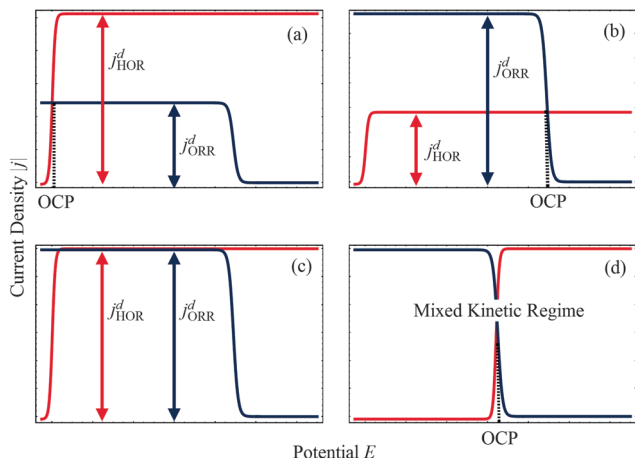 (a)
j^d_HOR
j^d_ORR
OCP
(b)
j^d_ORR
j^d_HOR
OCP
Current Density |j|
(c)
j^d_HOR
j^d_ORR
(d)
Mixed Kinetic Regime
OCP
Potential E